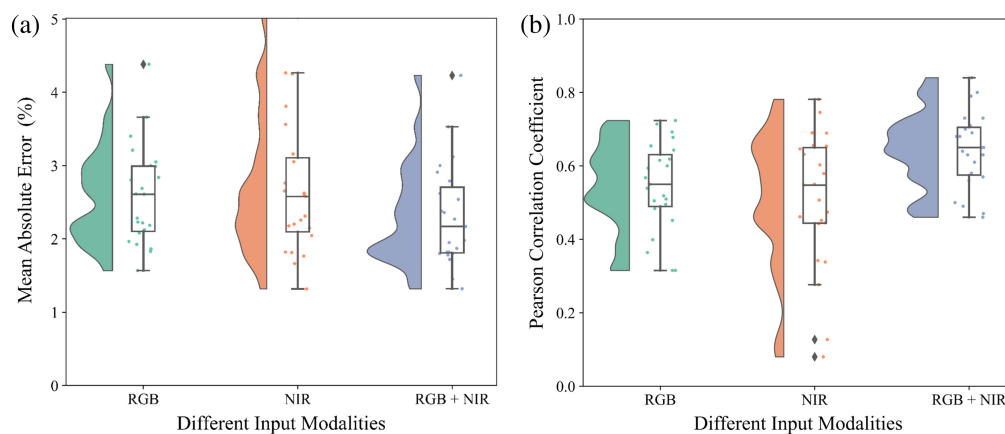 (a)
Mean Absolute Error (%)
5
4
3
2
1
0
RGB
NIR
RGB + NIR
Different Input Modalities
(b)
Pearson Correlation Coefficient
1.0
0.8
0.6
0.4
0.2
0.0
RGB
NIR
RGB + NIR
Different Input Modalities